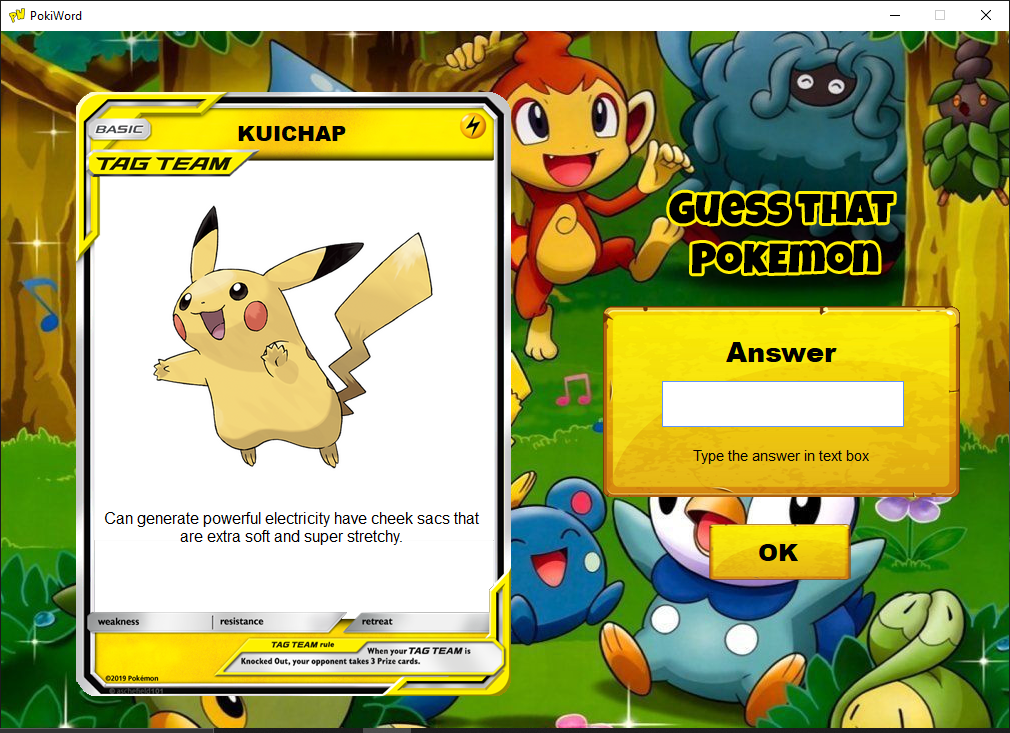 PokiWord
BASIC
KUICHAP
TAG TEAM
GUESS THAT
POKEMON
Answer
Type the answer in text box
OK
Can generate powerful electricity have cheek sacs that
are extra soft and super stretchy.
weakness
resistance
retreat
TAG TEAM rule
When your TAG TEAM is
Knocked Out, your opponent takes 3 Prize cards.
©2019 Pokémon
© aschefield101